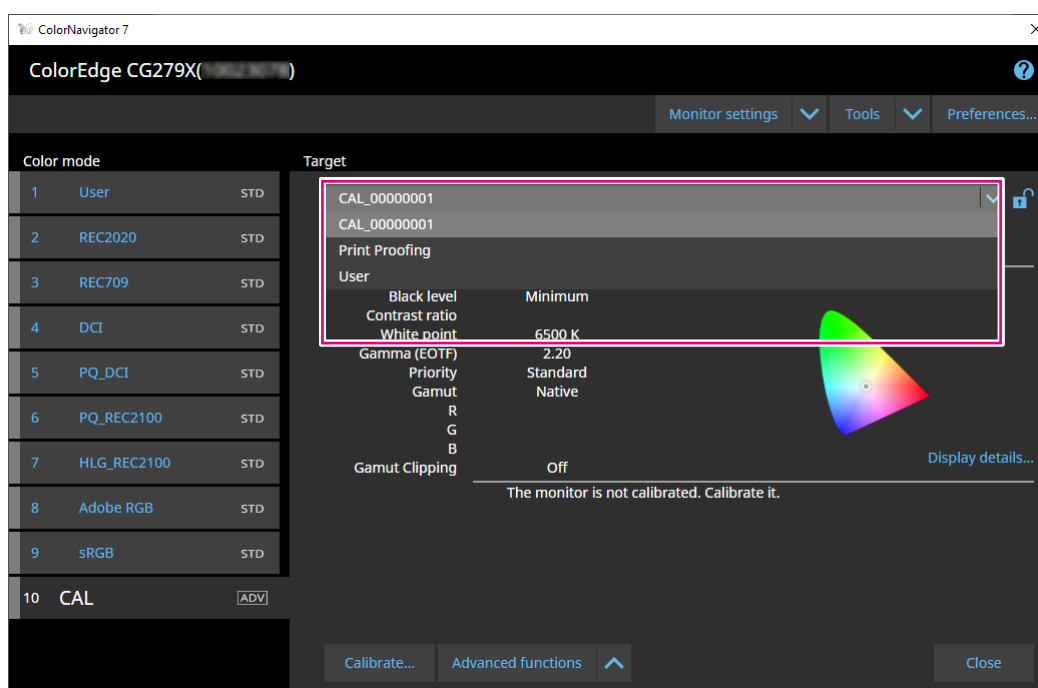 ColorNavigator 7
ColorEdge CG279X( )
Monitor settings Tools Preferences...
Color mode
Target
1 User STD
2 REC2020 STD
3 REC709 STD
4 DCI STD
5 PQ_DCI STD
6 PQ_REC2100 STD
7 HLG_REC2100 STD
8 Adobe RGB STD
9 sRGB STD
10 CAL ADV
CAL_00000001
CAL_00000001
Print Proofing
User
Black level Minimum
Contrast ratio
White point 6500 K
Gamma (EOTF) 2.20
Priority Standard
Gamut Native
R
G
B
Gamut Clipping Off
Display details...
The monitor is not calibrated. Calibrate it.
Calibrate... Advanced functions Close